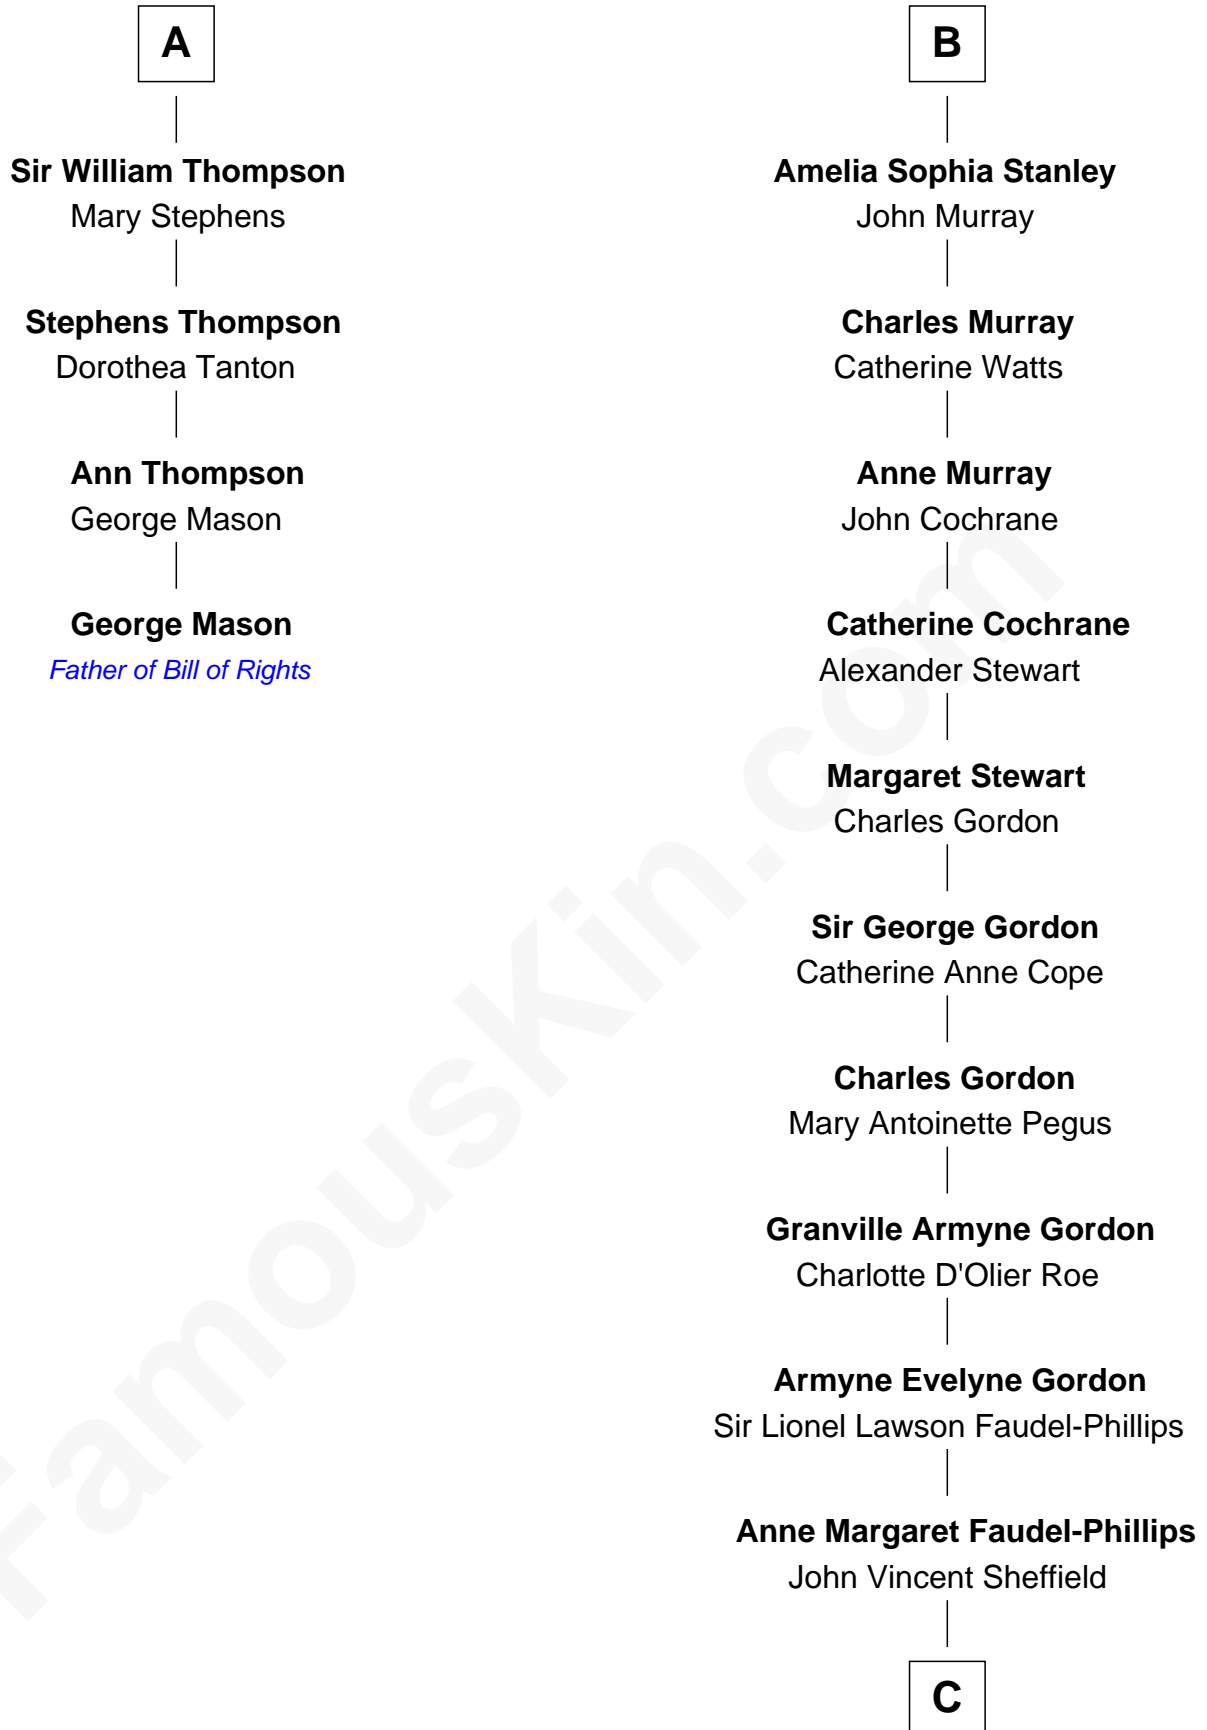 A
Sir William Thompson
Mary Stephens
Stephens Thompson
Dorothea Tanton
Ann Thompson
George Mason
George Mason
Father of Bill of Rights
B
Amelia Sophia Stanley
John Murray
Charles Murray
Catherine Watts
Anne Murray
John Cochrane
Catherine Cochrane
Alexander Stewart
Margaret Stewart
Charles Gordon
Sir George Gordon
Catherine Anne Cope
Charles Gordon
Mary Antoinette Pegus
Granville Armyne Gordon
Charlotte D'Olier Roe
Armyne Evelyne Gordon
Sir Lionel Lawson Faudel-Phillips
Anne Margaret Faudel-Phillips
John Vincent Sheffield
C
FamousKin.com